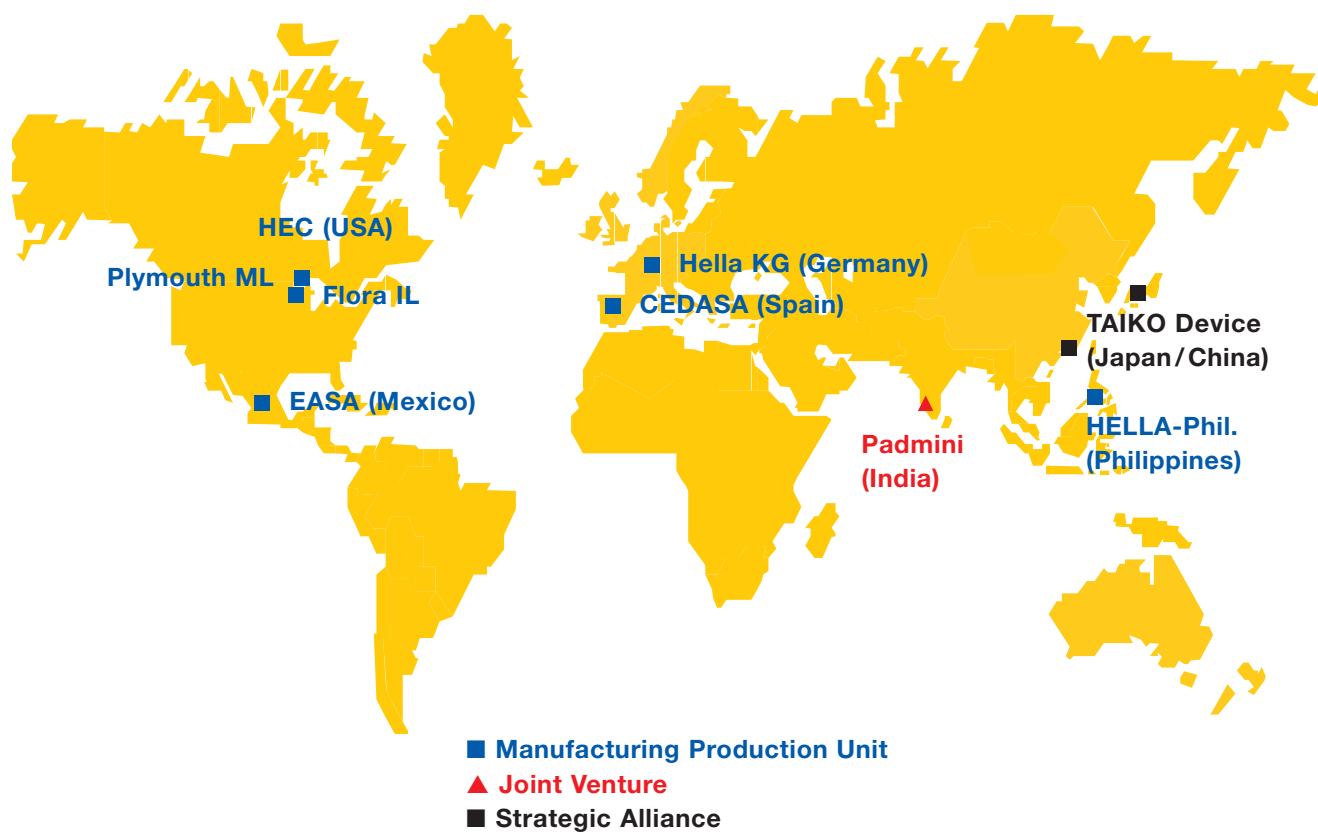 HEC (USA)
Plymouth ML
Flora IL
Hella KG (Germany)
CEDASA (Spain)
TAIKO Device
(Japan/China)
EASA (Mexico)
HELLA-Phil.
(Philippines)
Padmini
(India)
Manufacturing Production Unit
Joint Venture
Strategic Alliance